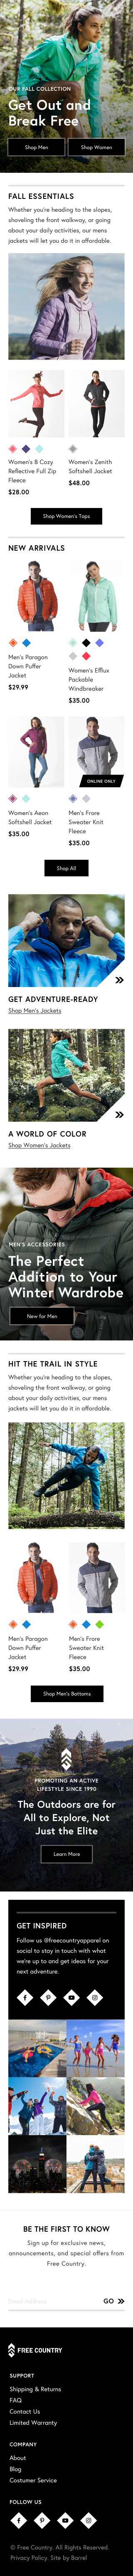 OUR FALL COLLECTION
Get Out and
Break Free
Shop Men
Shop Women
FALL ESSENTIALS
Whether you're heading to the slopes,
shoveling the front walkway, or going
about your daily activities, our mens
jackets will let you do it in affordable.
Women's B Cozy
Reflective Full Zip
Fleece
$28.00
Women's Zenith
Softshell Jacket
$48.00
Shop Women's Tops
NEW ARRIVALS
Men's Paragon
Down Puffer
Jacket
$29.99
Women's Efflux
Packable
Windbreaker
$35.00
ONLINE ONLY
Women's Aeon
Softshell Jacket
$35.00
Men's Frore
Sweater Knit
Fleece
$35.00
Shop All
GET ADVENTURE-READY
Shop Men's Jackets
A WORLD OF COLOR
Shop Women's Jackets
MEN'S ACCESSORIES
The Perfect
Addition to Your
Winter Wardrobe
New for Men
HIT THE TRAIL IN STYLE
Whether you're heading to the slopes,
shoveling the front walkway, or going
about your daily activities, our mens
jackets will let you do it in affordable.
Men's Paragon
Down Puffer
Jacket
$29.99
Men's Frore
Sweater Knit
Fleece
$35.00
Shop Men's Bottoms
PROMOTING AN ACTIVE
LIFESTYLE SINCE 1990
The Outdoors are for
All to Explore, Not
Just the Elite
Learn More
GET INSPIRED
Follow us @freecountryapparel on
social to stay in touch with what
we're up to and get ideas for your
next adventure.
BE THE FIRST TO KNOW
Sign up for exclusive news,
announcements, and special offers from
Free Country.
Email Address
GO
FREE COUNTRY
SUPPORT
Shipping & Returns
FAQ
Contact Us
Limited Warranty
COMPANY
About
Blog
Costumer Service
FOLLOW US
© Free Country. All Rights Reserved.
Privacy Policy. Site by Barrel